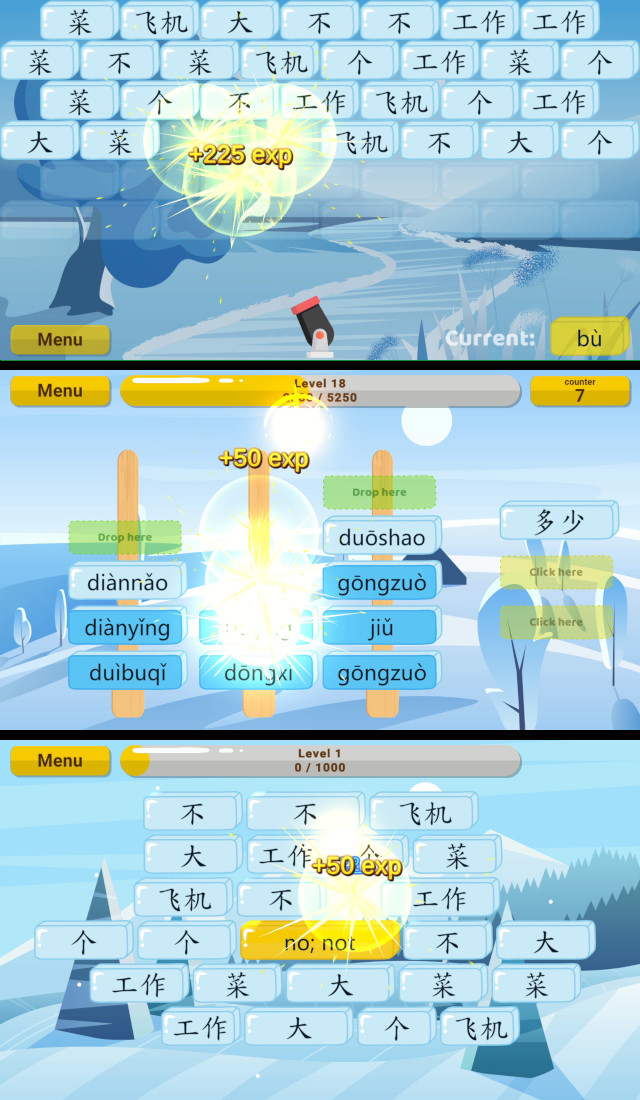 菜 飞机 大 不 不 工作 工作
菜 不 菜 飞机 个 工作 菜 个
菜 个 不 工作 飞机 个 工作
大 菜 飞机 不 大 个
+225 exp
Menu
Current: bù
Menu
Level 18
/ 5250
counter
7
+50 exp
Drop here
Drop here
duōshao
多少
diànnǎo
gōngzuò
Click here
diànyǐng
jiǔ
Click here
duìbuqǐ
dōngxi
gōngzuò
Menu
Level 1
0 / 1000
不 不 飞机
大 工作 个 菜
+50 exp
飞机 不 工作
个 个 no; not 不 大
工作 菜 大 菜 菜
工作 大 个 飞机